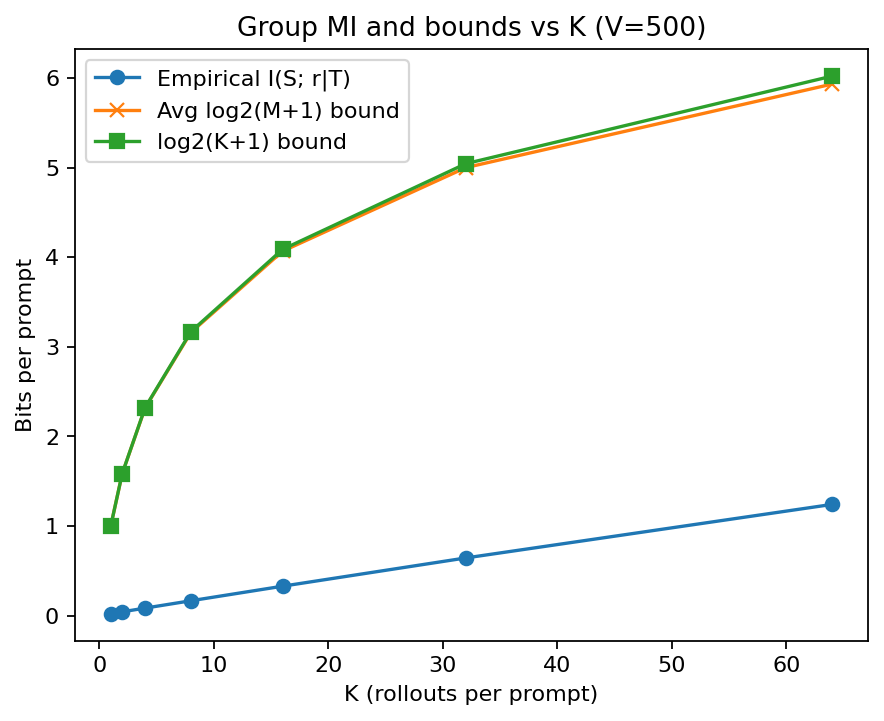 Group MI and bounds vs K (V=500)
Empirical I(S; r|T)
Avg log2(M+1) bound
log2(K+1) bound
Bits per prompt
6
5
4
3
2
1
0
0 10 20 30 40 50 60
K (rollouts per prompt)